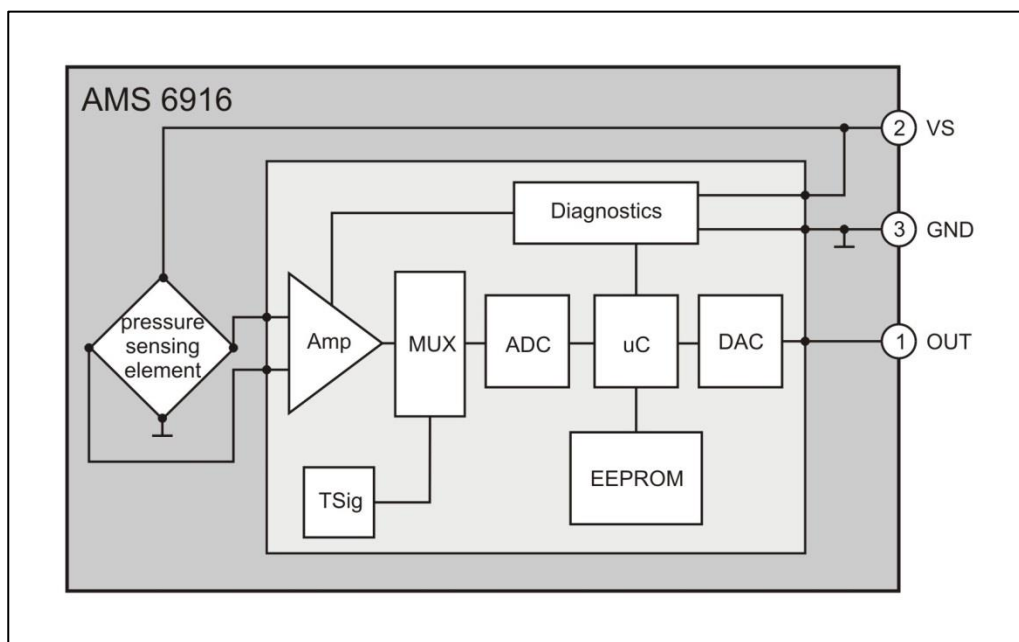 AMS 6916
2 VS
Diagnostics
3 GND
pressure
sensing
element
Amp
MUX
ADC
uC
DAC
1 OUT
TSig
EEPROM